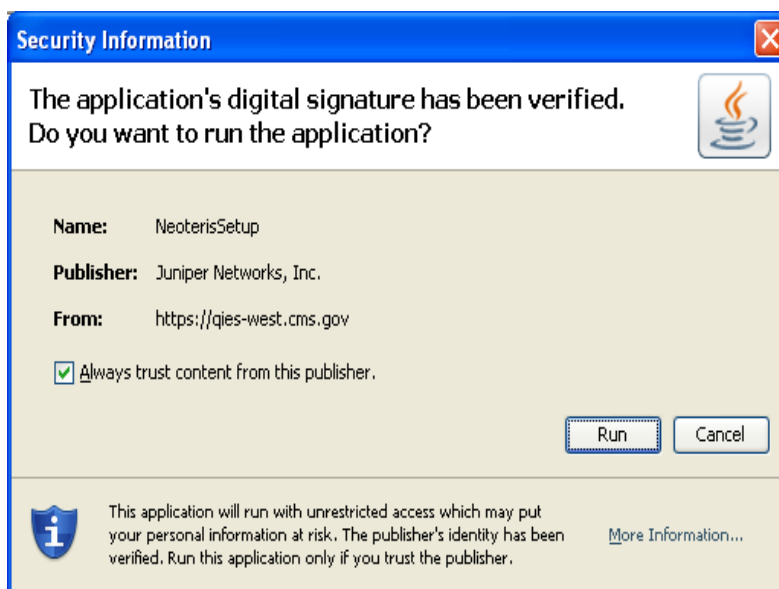 Security Information
The application's digital signature has been verified.
Do you want to run the application?
Name: NeoterisSetup
Publisher: Juniper Networks, Inc.
From: https://qies-west.cms.gov
Always trust content from this publisher.
Run Cancel
This application will run with unrestricted access which may put
your personal information at risk. The publisher's identity has been
verified. Run this application only if you trust the publisher.
More Information...